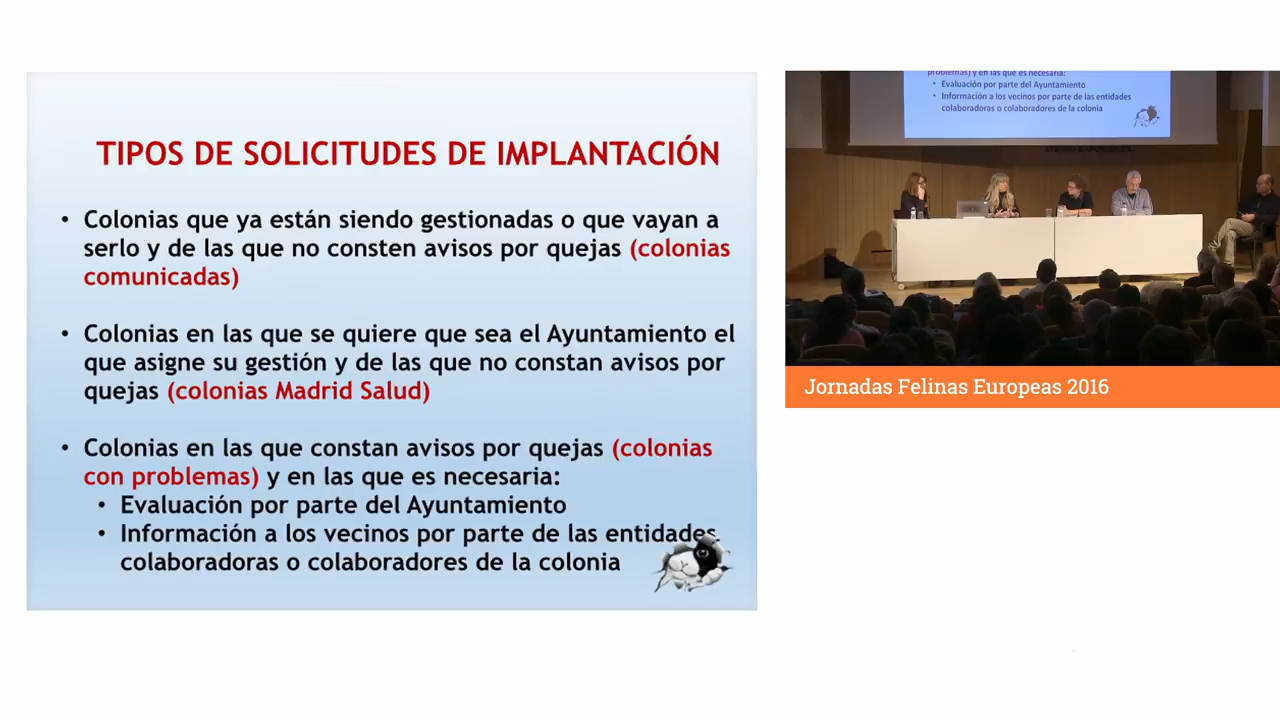 TIPOS DE SOLICITUDES DE IMPLANTACIÓN
• Colonias que ya están siendo gestionadas o que vayan a
serlo y de las que no consten avisos por quejas (colonias
comunicadas)
• Colonias en las que se quiere que sea el Ayuntamiento el
que asigne su gestión y de las que no constan avisos por
quejas (colonias Madrid Salud)
• Colonias en las que constan avisos por quejas (colonias
con problemas) y en las que es necesaria:
• Evaluación por parte del Ayuntamiento
• Información a los vecinos por parte de las entidades
colaboradoras o colaboradores de la colonia
problemas) y en las que es necesaria:
• Evaluación por parte del Ayuntamiento
• Información a los vecinos por parte de las entidades
colaboradoras o colaboradores de la colonia
Jornadas Felinas Europeas 2016